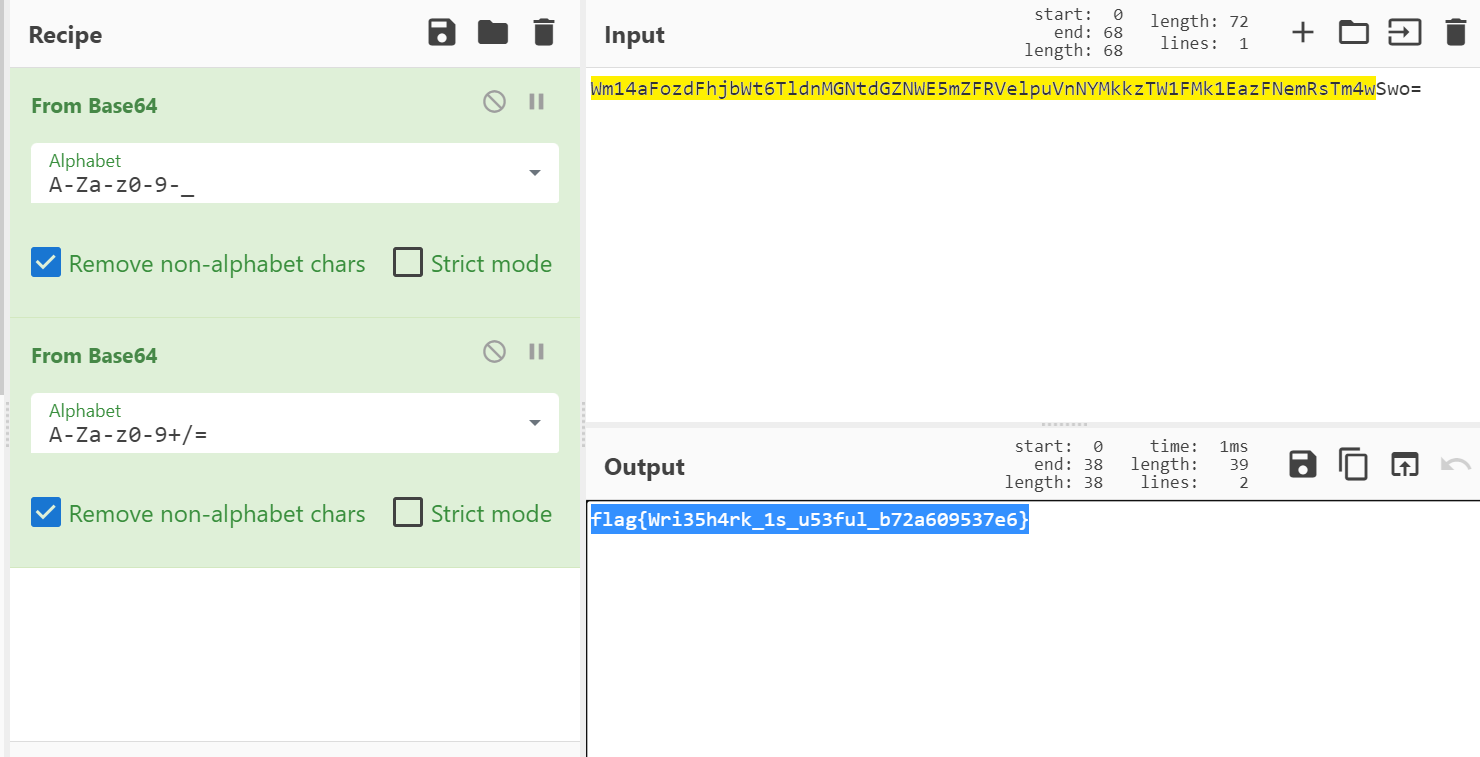 Recipe
From Base64
Alphabet
A-Za-z0-9-_
Remove non-alphabet chars
Strict mode
From Base64
Alphabet
A-Za-z0-9+/=
Remove non-alphabet chars
Strict mode
Input
start: 0
end: 68
length: 68
length: 72
lines: 1
Wm14aFozdFhjbWt6TldnMGNtdGZNWE5mZFRVelpuVnNYMkkzTW1FMk1EazFNemRsTm4wSwo=
Output
start: 0
end: 38
length: 38
time: 1ms
length: 39
lines: 2
flag{Wri35h4rk_1s_u53ful_b72a609537e6}